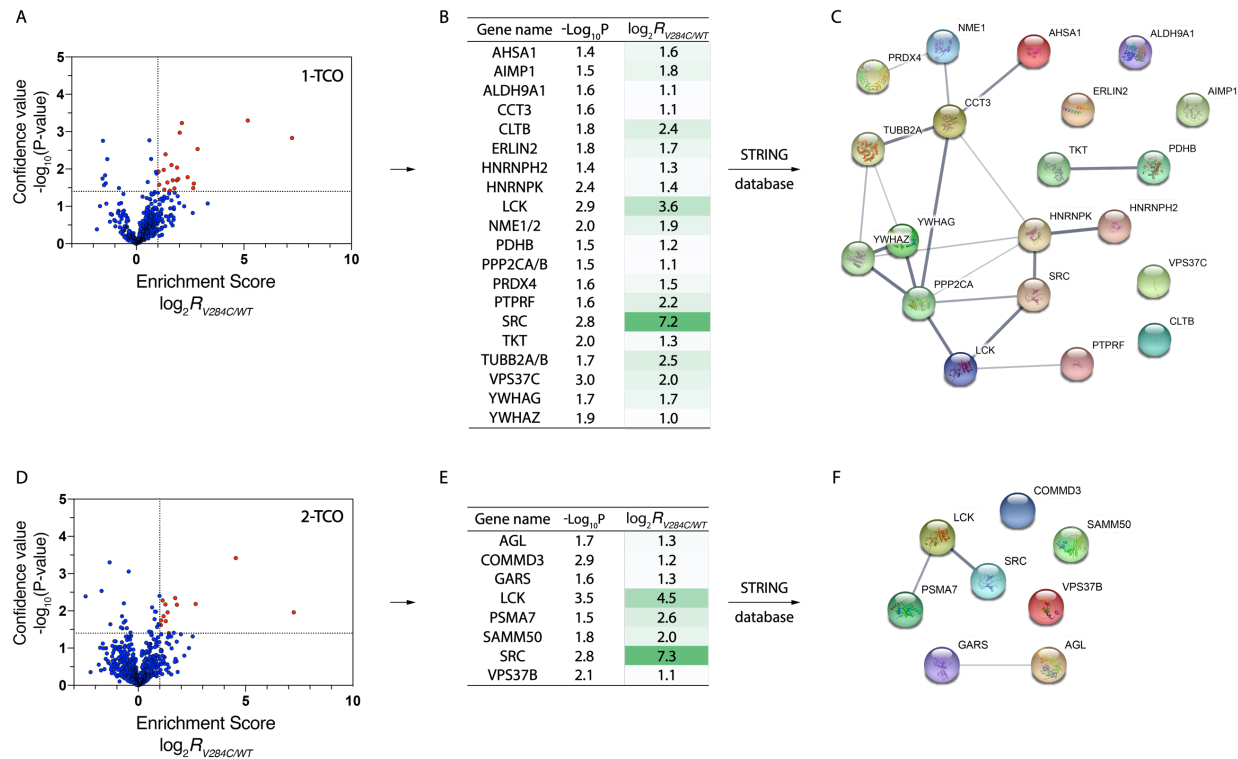 A
1-TCO
5
4
3
2
1
0
0
5
10
Confidence value
-log10(P-value)
Enrichment Score
log2RV284C/WT
B
Gene name -Log10P log2RV284C/WT
AHSA1 1.4 1.6
AIMP1 1.5 1.8
ALDH9A1 1.6 1.1
CCT3 1.6 1.1
CLTB 1.8 2.4
ERLIN2 1.8 1.7
HNRNPH2 1.4 1.3
HNRNPK 2.4 1.4
LCK 2.9 3.6
NME1/2 2.0 1.9
PDHB 1.5 1.2
PPP2CA/B 1.5 1.1
PRDX4 1.6 1.5
PTPRF 1.6 2.2
SRC 2.8 7.2
TKT 2.0 1.3
TUBB2A/B 1.7 2.5
VPS37C 3.0 2.0
YWHAG 1.7 1.7
YWHAZ 1.9 1.0
STRING
database
C
NME1
AHSA1
ALDH9A1
PRDX4
ERLIN2
AIMP1
CCT3
TUBB2A
TKT
PDHB
HNRNPK
HNRNPH2
YWHAG
YWHAZ
VPS37C
SRC
PPP2CA
CLTB
LCK
PTPRF
D
2-TCO
5
4
3
2
1
0
0
5
10
Confidence value
-log10(P-value)
Enrichment Score
log2RV284C/WT
E
Gene name -Log10P log2RV284C/WT
AGL 1.7 1.3
COMMD3 2.9 1.2
GARS 1.6 1.3
LCK 3.5 4.5
PSMA7 1.5 2.6
SAMM50 1.8 2.0
SRC 2.8 7.3
VPS37B 2.1 1.1
STRING
database
F
COMMD3
LCK
SAMM50
SRC
PSMA7
VPS37B
GARS
AGL